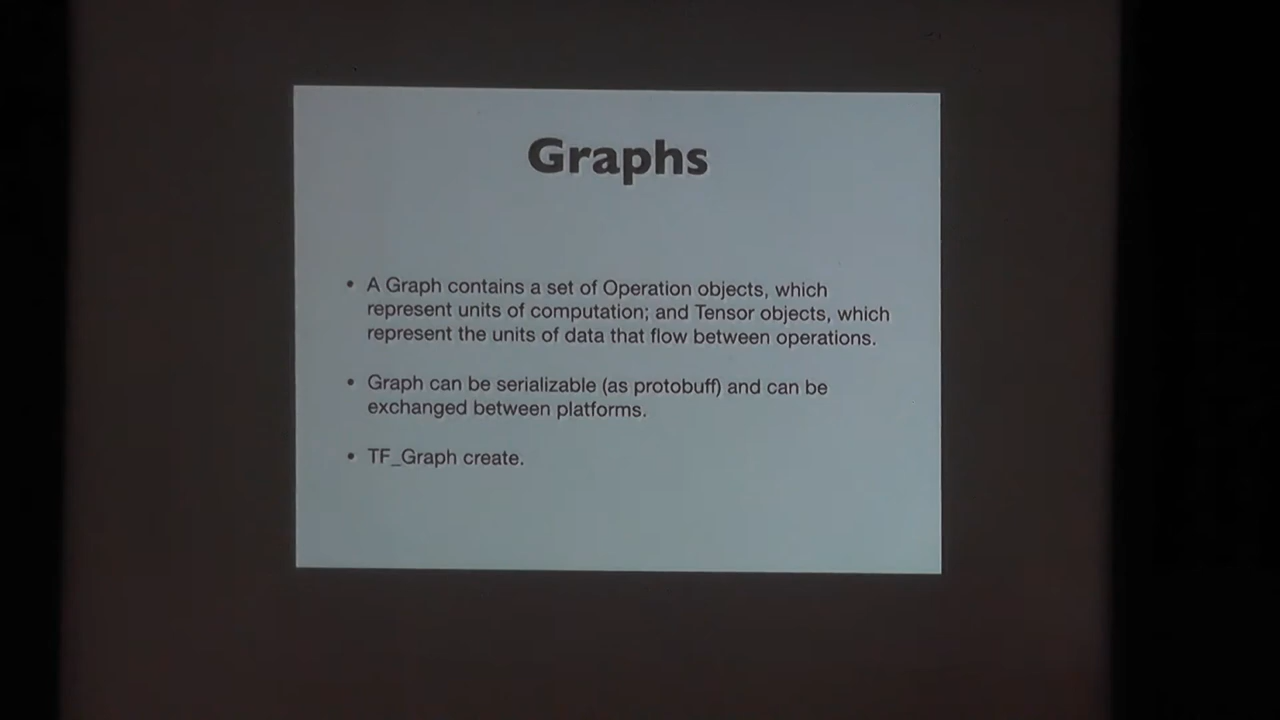 Graphs
• A Graph contains a set of Operation objects, which
represent units of computation; and Tensor objects, which
represent the units of data that flow between operations.
• Graph can be serializable (as protobuff) and can be
exchanged between platforms.
• TF_Graph create.